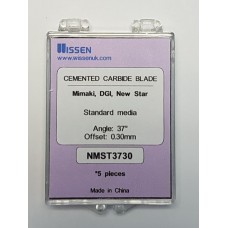 WISSEN
www.wissenuk.com
CEMENTED CARBIDE BLADE
Mimaki, DGI, New Star
Standard media
Angle: 37°
Offset: 0.30mm
NMST3730
*5 pieces
Made in China